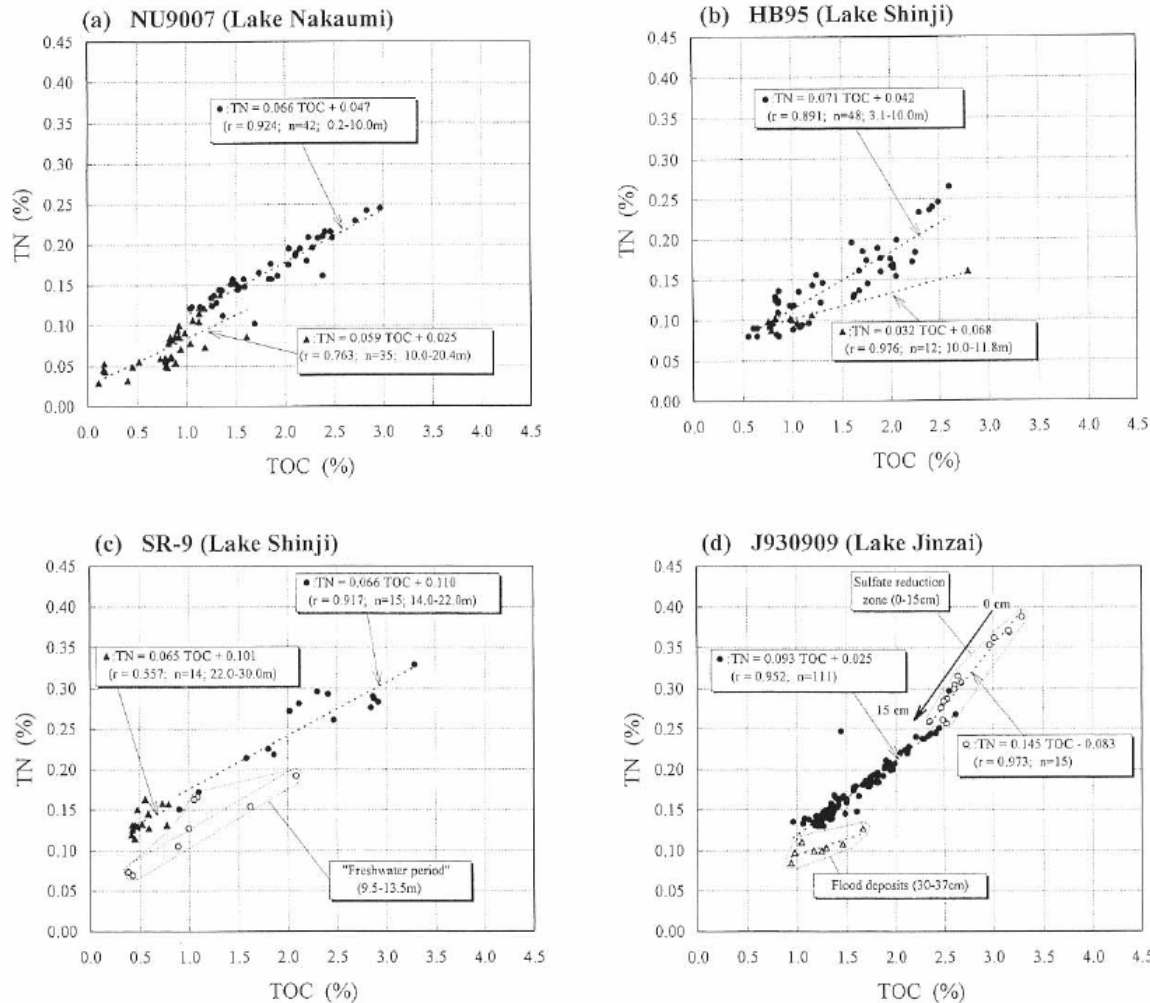 (a) NU9007 (Lake Nakaumi)
0.45
0.40
0.35
0.30
0.25
0.20
0.15
0.10
0.05
0.00
TN (%)
●:TN = 0.066 TOC + 0.047
(r = 0.924; n=42; 0.2-10.0m)
▲:TN = 0.059 TOC + 0.025
(r = 0.763; n=35; 10.0-20.4m)
0.0 0.5 1.0 1.5 2.0 2.5 3.0 3.5 4.0 4.5
TOC (%)
(b) HB95 (Lake Shinji)
0.45
0.40
0.35
0.30
0.25
0.20
0.15
0.10
0.05
0.00
TN (%)
●:TN = 0.071 TOC + 0.042
(r = 0.891; n=48; 3.1-10.0m)
▲:TN = 0.032 TOC + 0.068
(r = 0.976; n=12; 10.0-11.8m)
0.0 0.5 1.0 1.5 2.0 2.5 3.0 3.5 4.0 4.5
TOC (%)
(c) SR-9 (Lake Shinji)
0.45
0.40
0.35
0.30
0.25
0.20
0.15
0.10
0.05
0.00
TN (%)
●:TN = 0.066 TOC + 0.110
(r = 0.917; n=15; 14.0-22.0m)
▲:TN = 0.065 TOC + 0.101
(r = 0.557; n=14; 22.0-30.0m)
"Freshwater period"
(9.5-13.5m)
0.0 0.5 1.0 1.5 2.0 2.5 3.0 3.5 4.0 4.5
TOC (%)
(d) J930909 (Lake Jinzai)
0.45
0.40
0.35
0.30
0.25
0.20
0.15
0.10
0.05
0.00
TN (%)
Sulfate reduction
zone (0-15cm)
0 cm
●:TN = 0.093 TOC + 0.025
(r = 0.952, n=111)
15 cm
○:TN = 0.145 TOC - 0.083
(r = 0.973; n=15)
Flood deposits (30-37cm)
0.0 0.5 1.0 1.5 2.0 2.5 3.0 3.5 4.0 4.5
TOC (%)